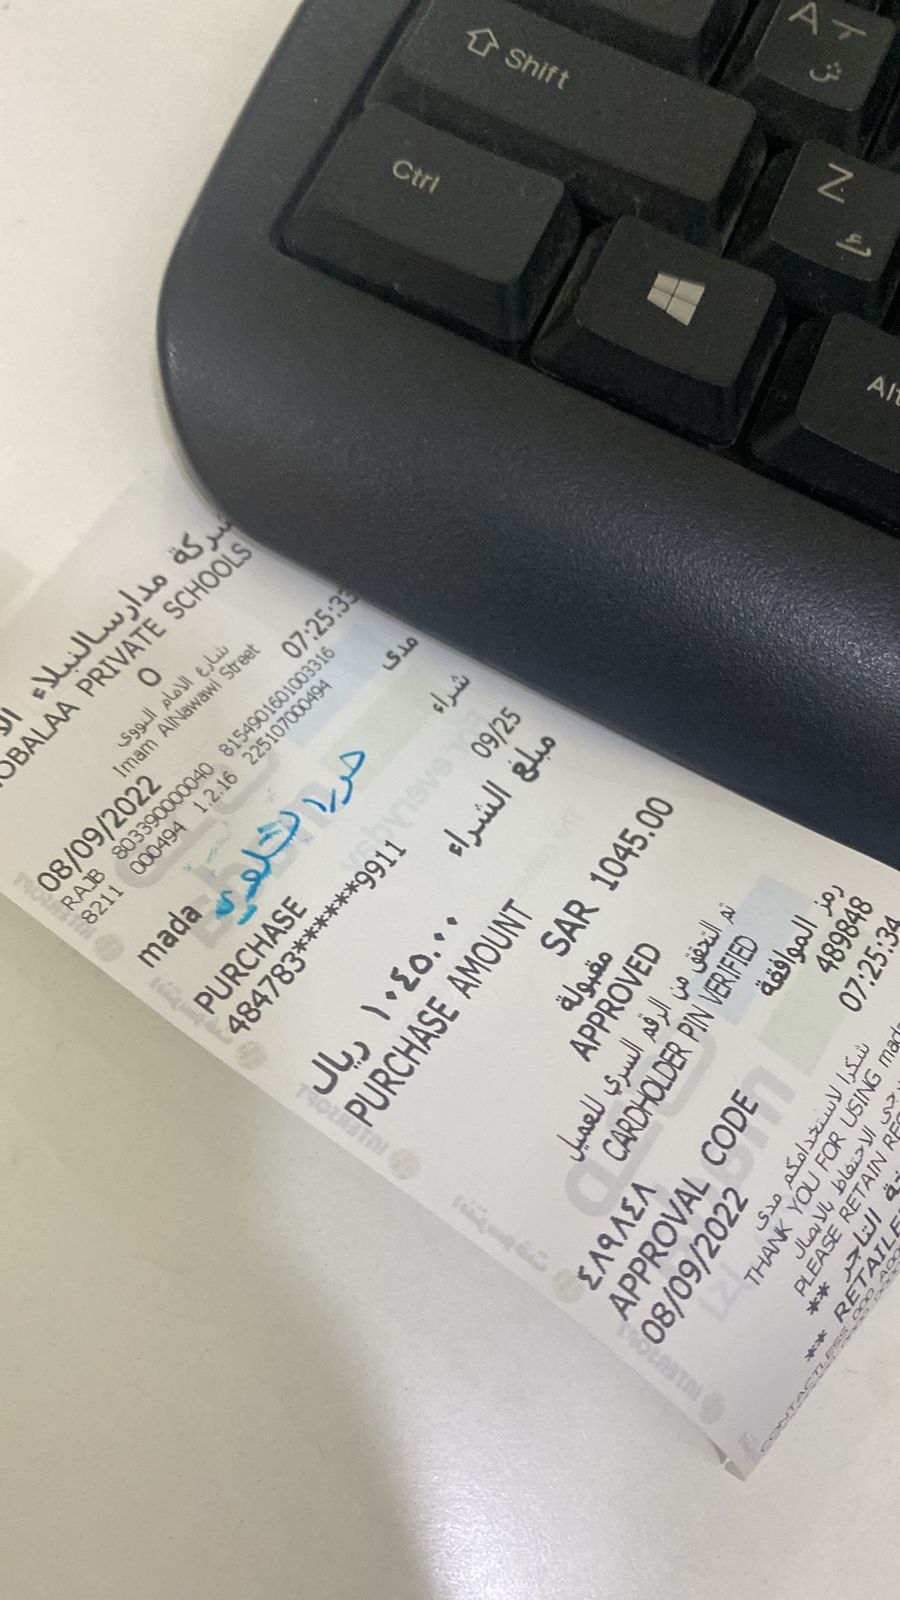 Shift
Ctrl
A
ش
Z
Alt
شركة مدارس النبلاء
OBALAA PRIVATE SCHOOLS
0
شارع الامام النووي
Imam AlNawawi Street
08/09/2022 07:25:33
RAJB 803390000040 8154901601003316
8211 000494 1.2.16 225107000494
mada مدى
PURCHASE شراء
484783******9911 09/25
مبلغ الشراء ١٠٤٥.٠٠ ريال
PURCHASE AMOUNT SAR 1045.00
مقبولة
APPROVED
تم التحقق من الرقم السري للعميل
CARDHOLDER PIN VERIFIED
رمز الموافقة ٤٨٩٨٤٨
APPROVAL CODE 489848
08/09/2022 07:25:34
شكرا لاستخدامكم مدى
THANK YOU FOR USING mada
يرجى الاحتفاظ بالايصال
PLEASE RETAIN RE
** التاجر
** RETAILE
CONTACTLESS